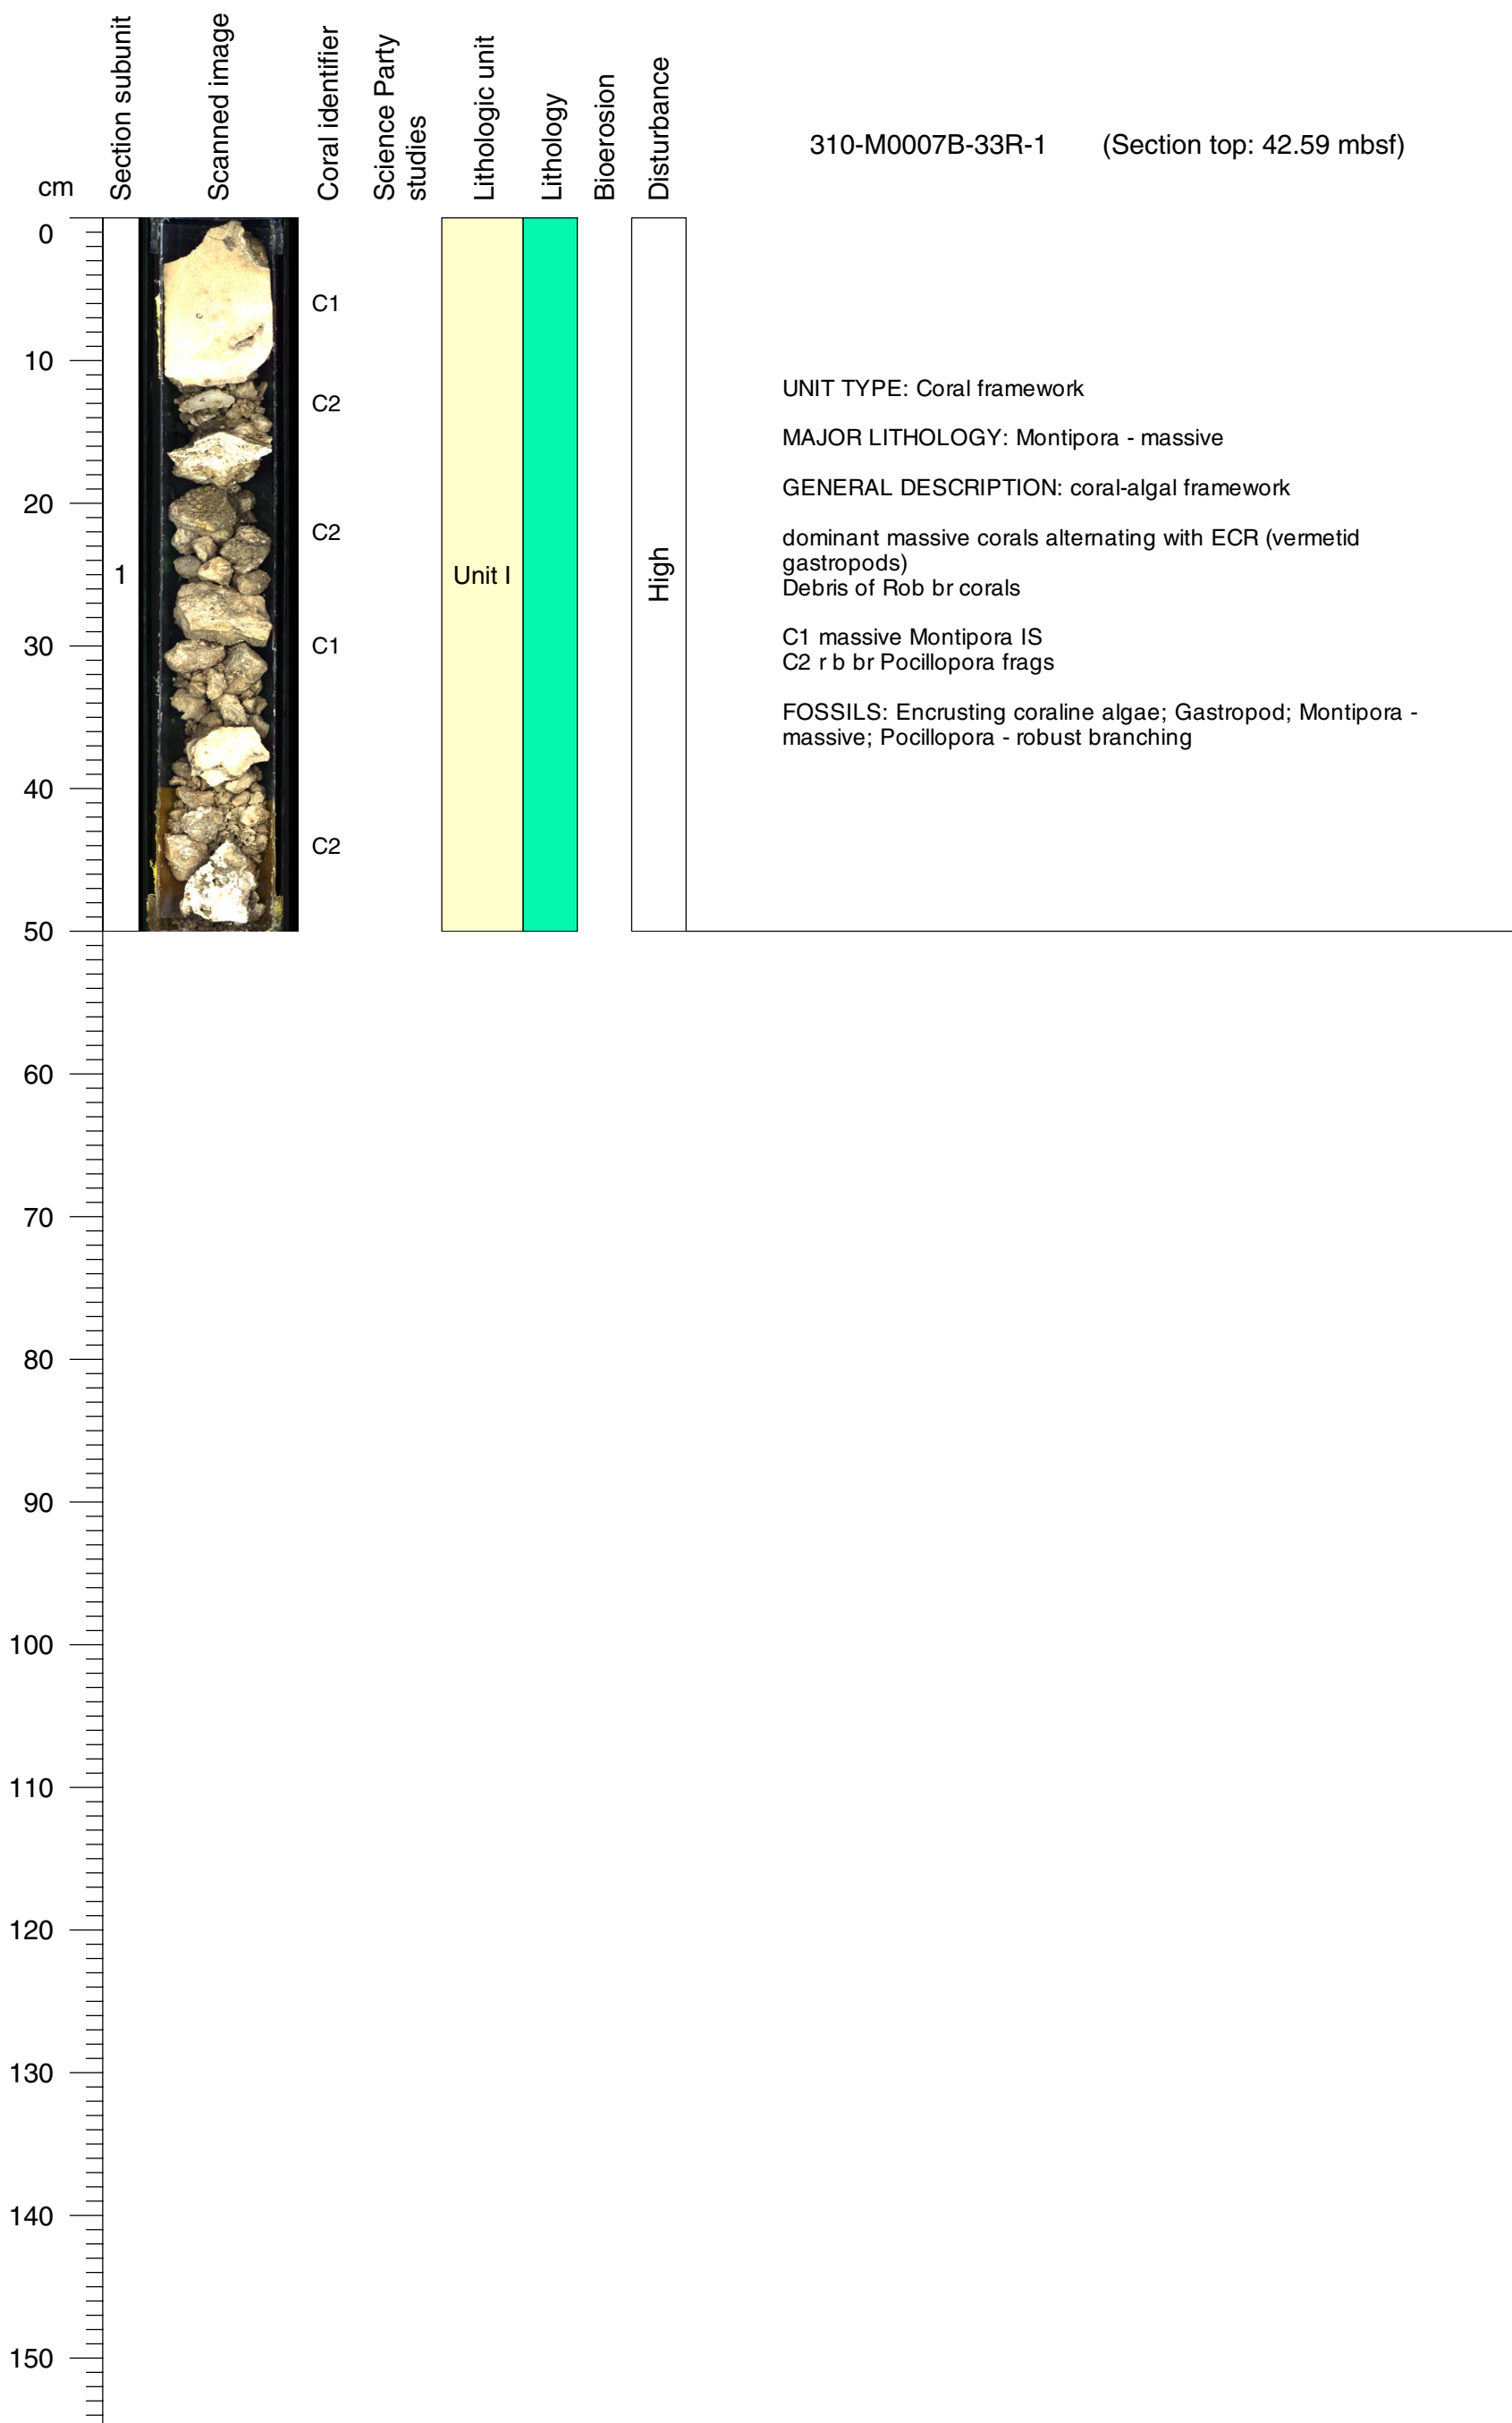 Section subunit
Scanned image
Coral identifier
Science Party
studies
Lithologic unit
Lithology
Bioerosion
Disturbance
310-M0007B-33R-1 (Section top: 42.59 mbsf)
cm
0
C1
10
UNIT TYPE: Coral framework
C2
MAJOR LITHOLOGY: Montipora - massive
GENERAL DESCRIPTION: coral-algal framework
20
C2
dominant massive corals alternating with ECR (vermetid
gastropods)
1
Unit I
High
Debris of Rob br corals
30
C1
C1 massive Montipora IS
C2 r b br Pocillopora frags
FOSSILS: Encrusting coraline algae; Gastropod; Montipora -
massive; Pocillopora - robust branching
40
C2
50
60
70
80
90
100
110
120
130
140
150